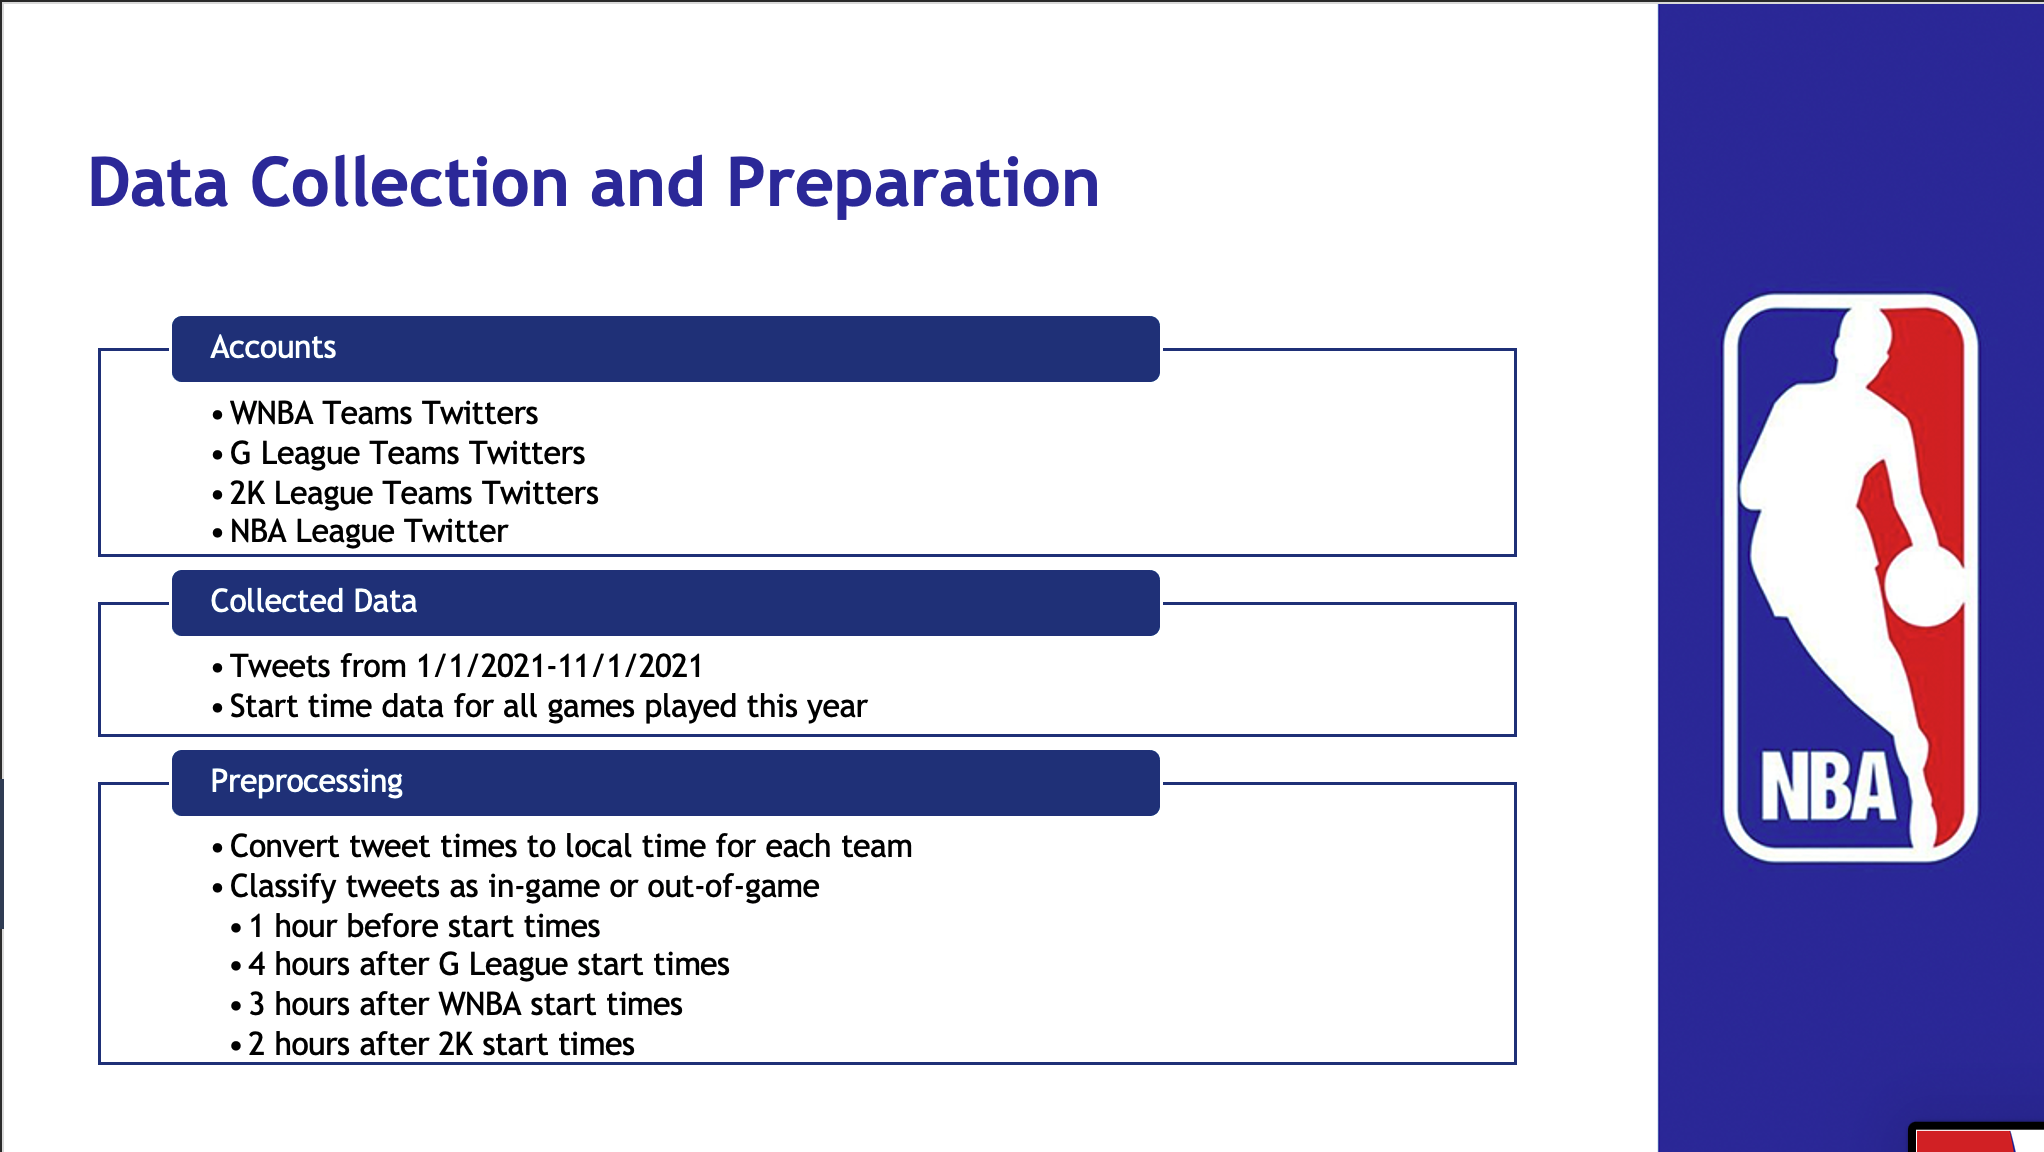 Data Collection and Preparation
Accounts
• WNBA Teams Twitters
• G League Teams Twitters
• 2K League Teams Twitters
• NBA League Twitter
Collected Data
• Tweets from 1/1/2021-11/1/2021
• Start time data for all games played this year
Preprocessing
• Convert tweet times to local time for each team
• Classify tweets as in-game or out-of-game
• 1 hour before start times
• 4 hours after G League start times
• 3 hours after WNBA start times
• 2 hours after 2K start times
NBA